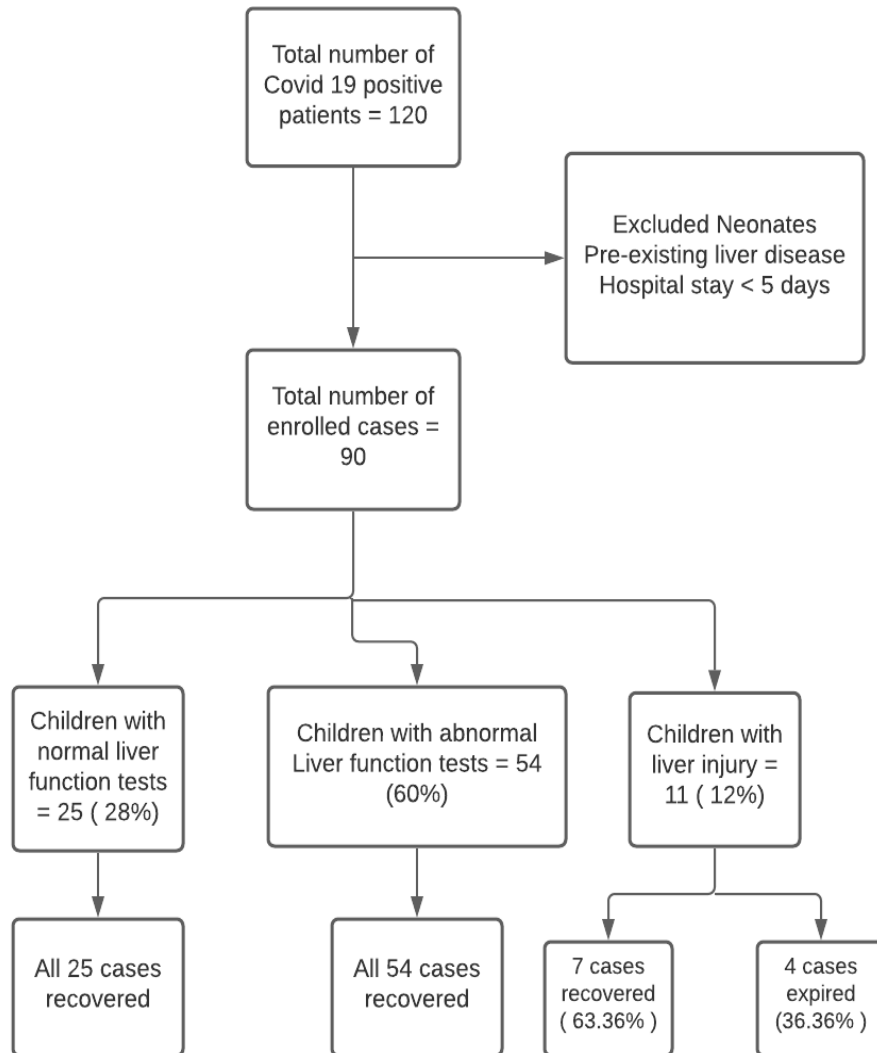 Total number of
Covid 19 positive
patients = 120
Excluded Neonates
Pre-existing liver disease
Hospital stay < 5 days
Total number of
enrolled cases =
90
Children with
normal liver
function tests
= 25 ( 28%)
Children with abnormal
Liver function tests = 54
(60%)
Children with
liver injury =
11 ( 12%)
All 25 cases
recovered
All 54 cases
recovered
7 cases
recovered
( 63.36% )
4 cases
expired
(36.36% )